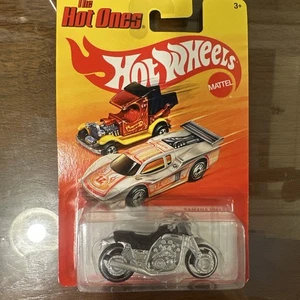 The
Hot Ones
3+
Hot Wheels
MATTEL